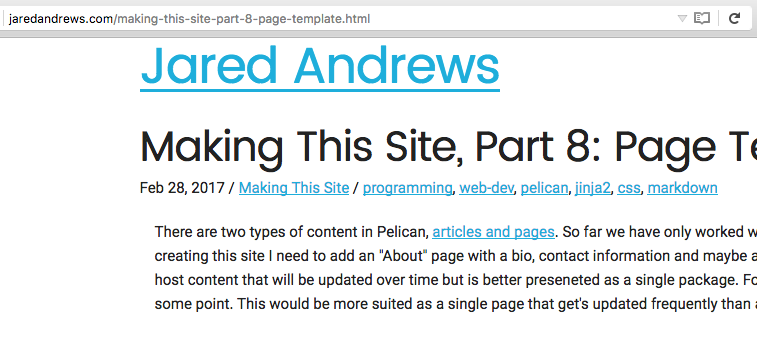 jaredandrews.com/making-this-site-part-8-page-template.html
Jared Andrews
Making This Site, Part 8: Page Te
Feb 28, 2017 / Making This Site / programming, web-dev, pelican, jinja2, css, markdown
There are two types of content in Pelican, articles and pages. So far we have only worked w
creating this site I need to add an "About" page with a bio, contact information and maybe a
host content that will be updated over time but is better preseneted as a single package. Fo
some point. This would be more suited as a single page that get's updated frequently than a